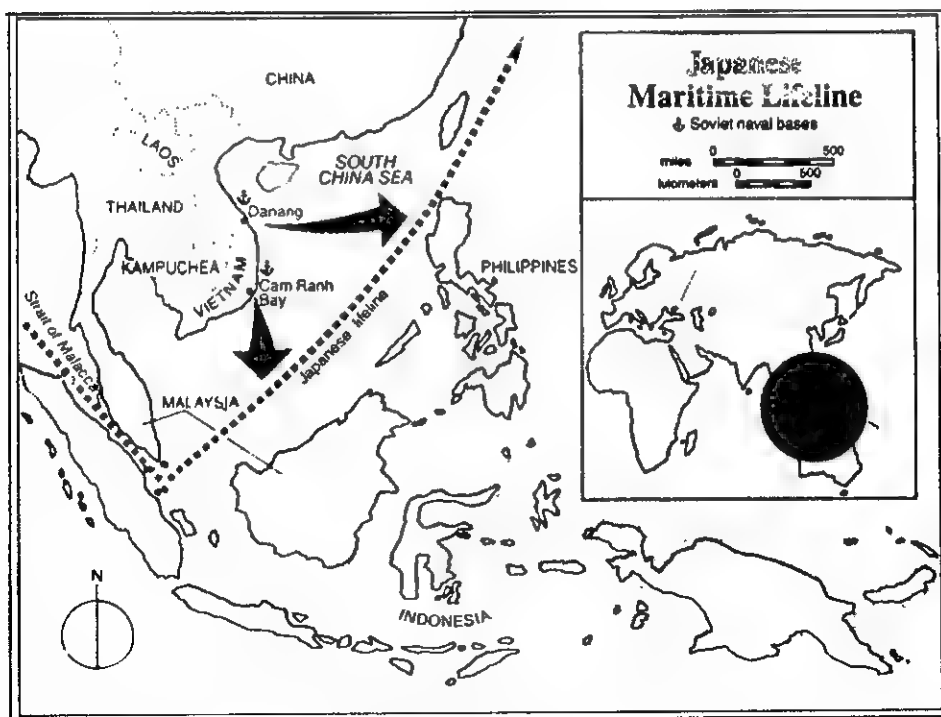 Japanese
Maritime Lifeline
Soviet naval bases
0 500
miles
0 500
kilometers
CHINA
LAOS
SOUTH
CHINA SEA
THAILAND
Danang
KAMPUCHEA
VIETNAM
Cam Ranh
Bay
PHILIPPINES
Strait of Malacca
Japanese lifeline
MALAYSIA
INDONESIA
N